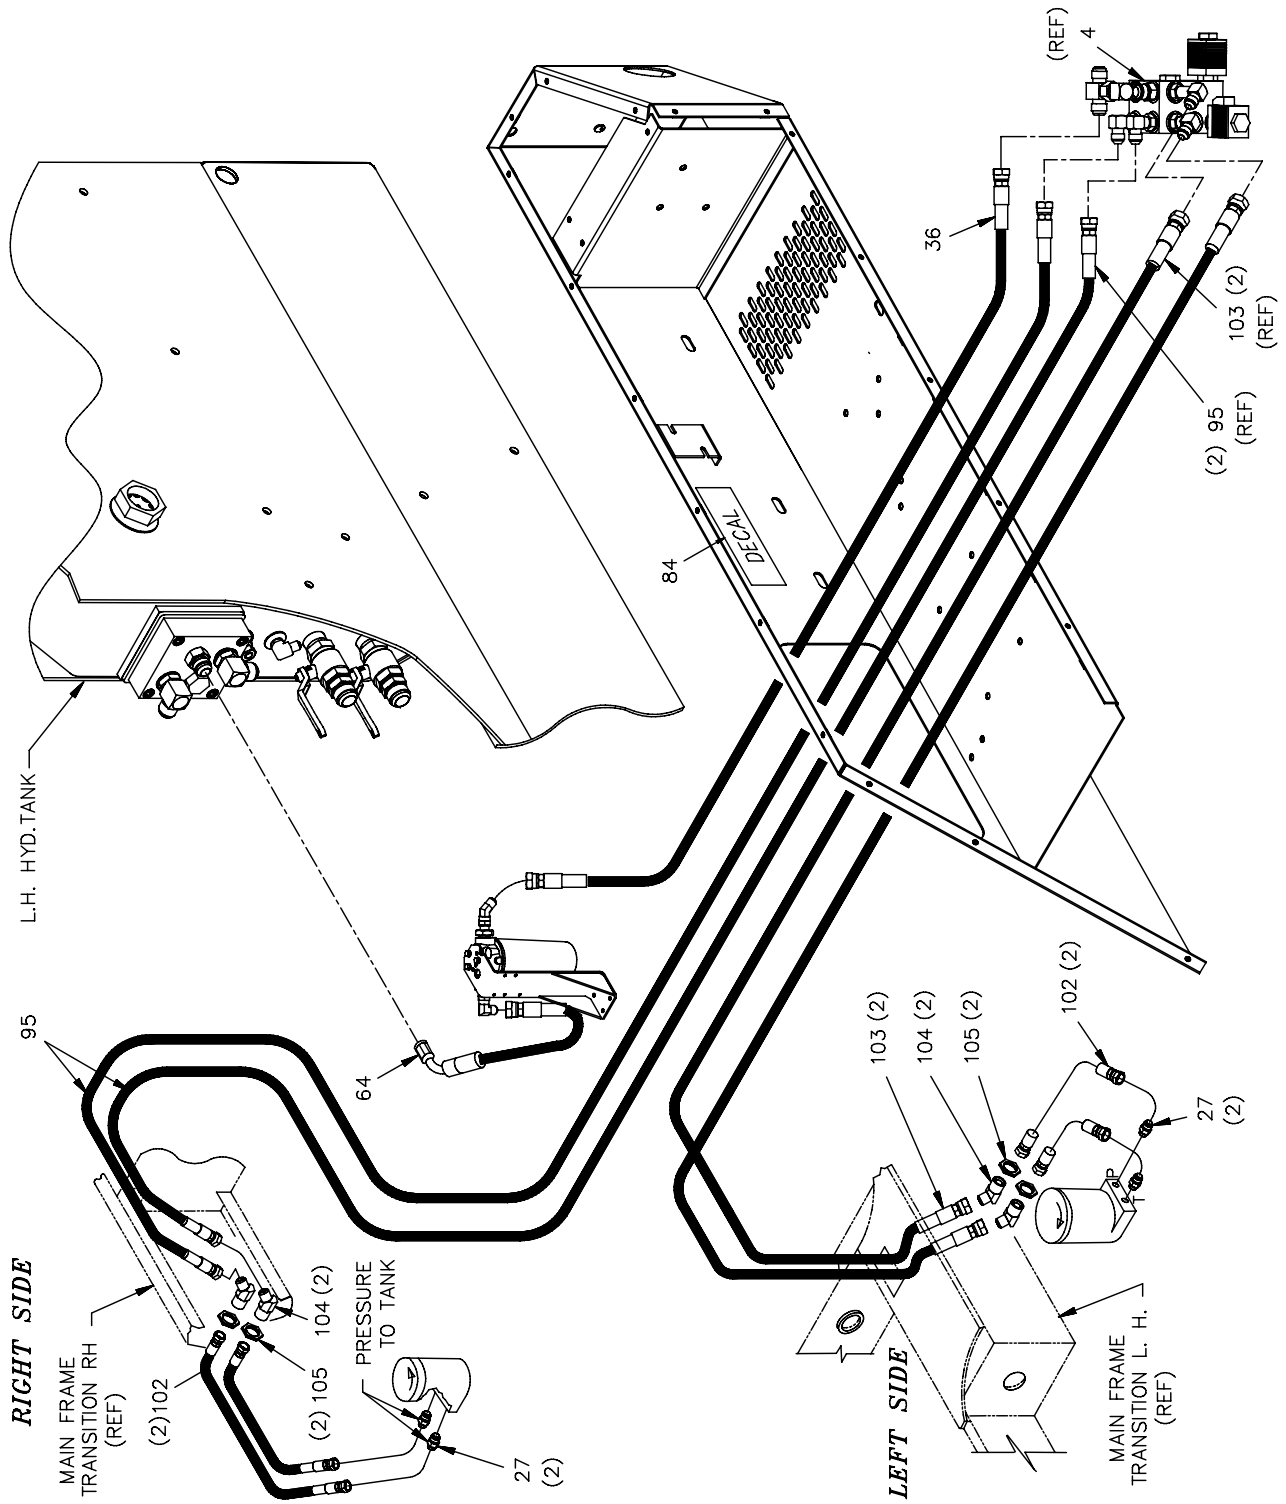 RIGHT SIDE
MAIN FRAME
TRANSITION RH
(REF)
(2)102
(2) 105
104 (2)
PRESSURE
TO TANK
27
(2)
95
L.H. HYD.TANK
64
LEFT SIDE
MAIN FRAME
TRANSITION L. H.
(REF)
103 (2)
104 (2)
105 (2)
102 (2)
27
(2)
84
DECAL
36
(2) 95
(REF)
103 (2)
(REF)
(REF)
4